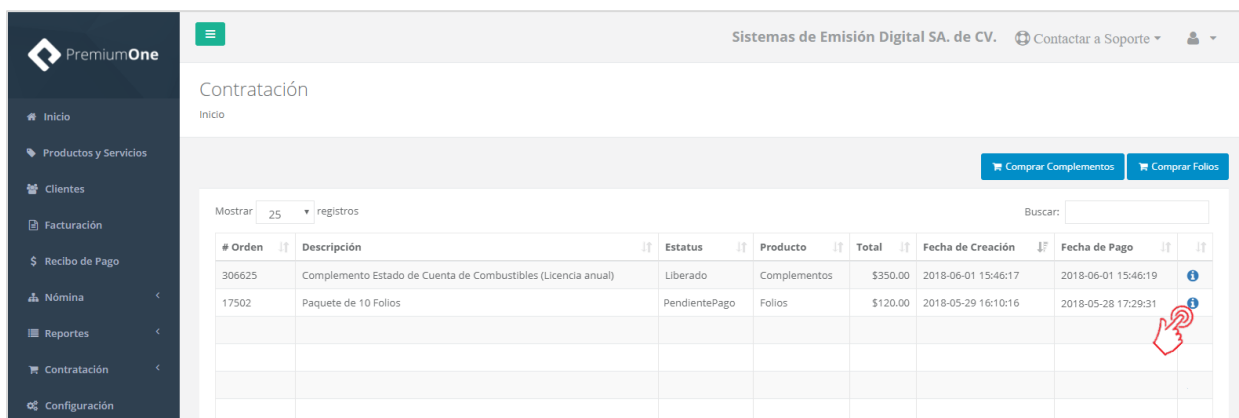 PremiumOne
Sistemas de Emisión Digital SA. de CV. Contactar a Soporte
Contratación
Inicio
Inicio
Productos y Servicios
Clientes
Facturación
$ Recibo de Pago
Nómina
Reportes
Contratación
Configuración
Comprar Complementos Comprar Folios
Mostrar 25 registros Buscar:
# Orden Descripción Estatus Producto Total Fecha de Creación Fecha de Pago
306625 Complemento Estado de Cuenta de Combustibles (Licencia anual) Liberado Complementos $350.00 2018-06-01 15:46:17 2018-06-01 15:46:19
17502 Paquete de 10 Folios PendientePago Folios $120.00 2018-05-29 16:10:16 2018-05-28 17:29:31